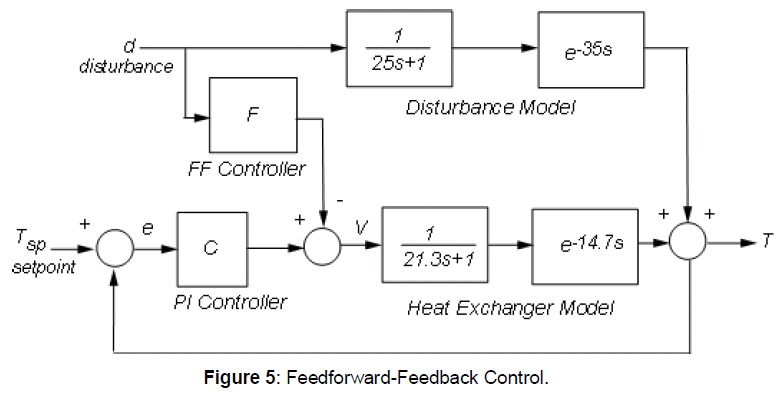 d
disturbance
1
25s+1
e-35s
Disturbance Model
F
FF Controller
-
T sp
setpoint
+
e
C
PI Controller
+
V
1
21.3s+1
e-14.7s
Heat Exchanger Model
+
+
T
Figure 5: Feedforward-Feedback Control.